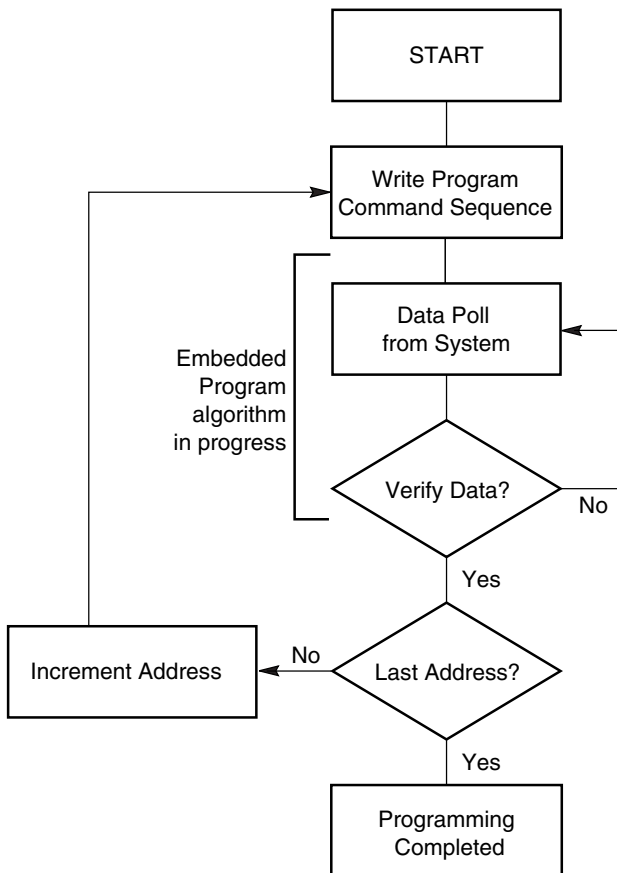 START
Write Program
Command Sequence
Data Poll
from System
Embedded
Program
algorithm
in progress
Verify Data?
No
Yes
Increment Address
No
Last Address?
Yes
Programming
Completed